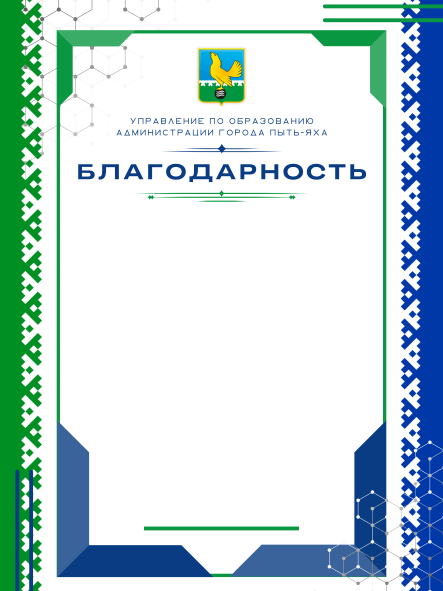 УПРАВЛЕНИЕ ПО ОБРАЗОВАНИЮ
АДМИНИСТРАЦИИ ГОРОДА ПЫТЬ-ЯХА
БЛАГОДАРНОСТЬ